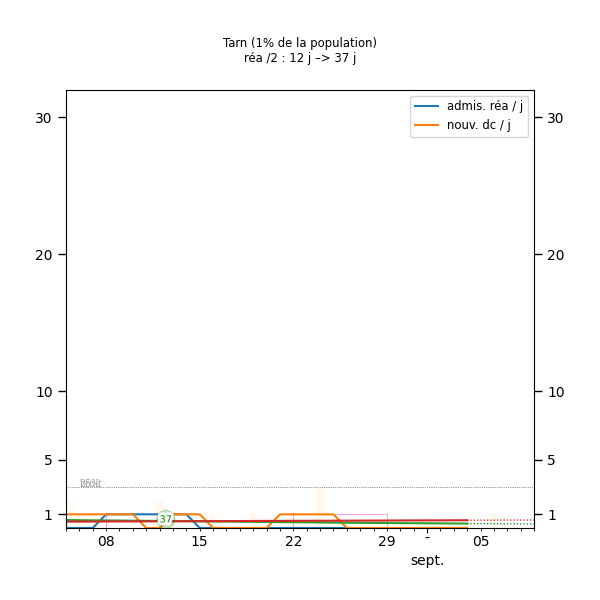 Tarn (1% de la population)
réa /2 : 12 j –> 37 j
admis. réa / j
nouv. dc / j
30 30
20 20
10 10
5 5
1 1
37
08 15 22 29 - 05
sept.